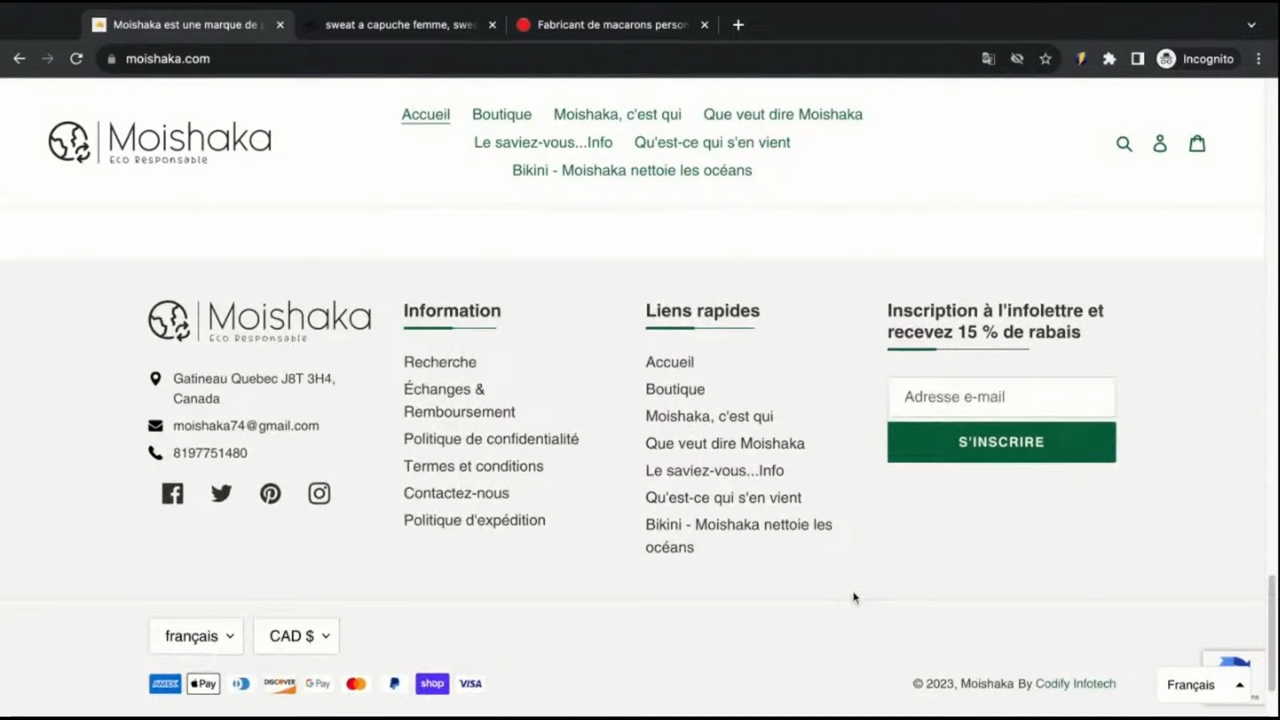 Moishaka est une marque de
sweat a capuche femme, swe
Fabricant de macarons person
moishaka.com
Incognito
Moishaka
Eco Responsable
Accueil Boutique Moishaka, c'est qui Que veut dire Moishaka
Le saviez-vous...Info Qu'est-ce qui s'en vient
Bikini - Moishaka nettoie les océans
Moishaka
Eco Responsable
Gatineau Quebec J8T 3H4,
Canada
moishaka74@gmail.com
8197751480
Information
Recherche
Échanges &
Remboursement
Politique de confidentialité
Termes et conditions
Contactez-nous
Politique d'expédition
Liens rapides
Accueil
Boutique
Moishaka, c'est qui
Que veut dire Moishaka
Le saviez-vous...Info
Qu'est-ce qui s'en vient
Bikini - Moishaka nettoie les
océans
Inscription à l'infolettre et
recevez 15 % de rabais
Adresse e-mail
S'INSCRIRE
français CAD $
AMEX Pay DISCOVER G Pay shop VISA
© 2023, Moishaka By Codify Infotech
Français